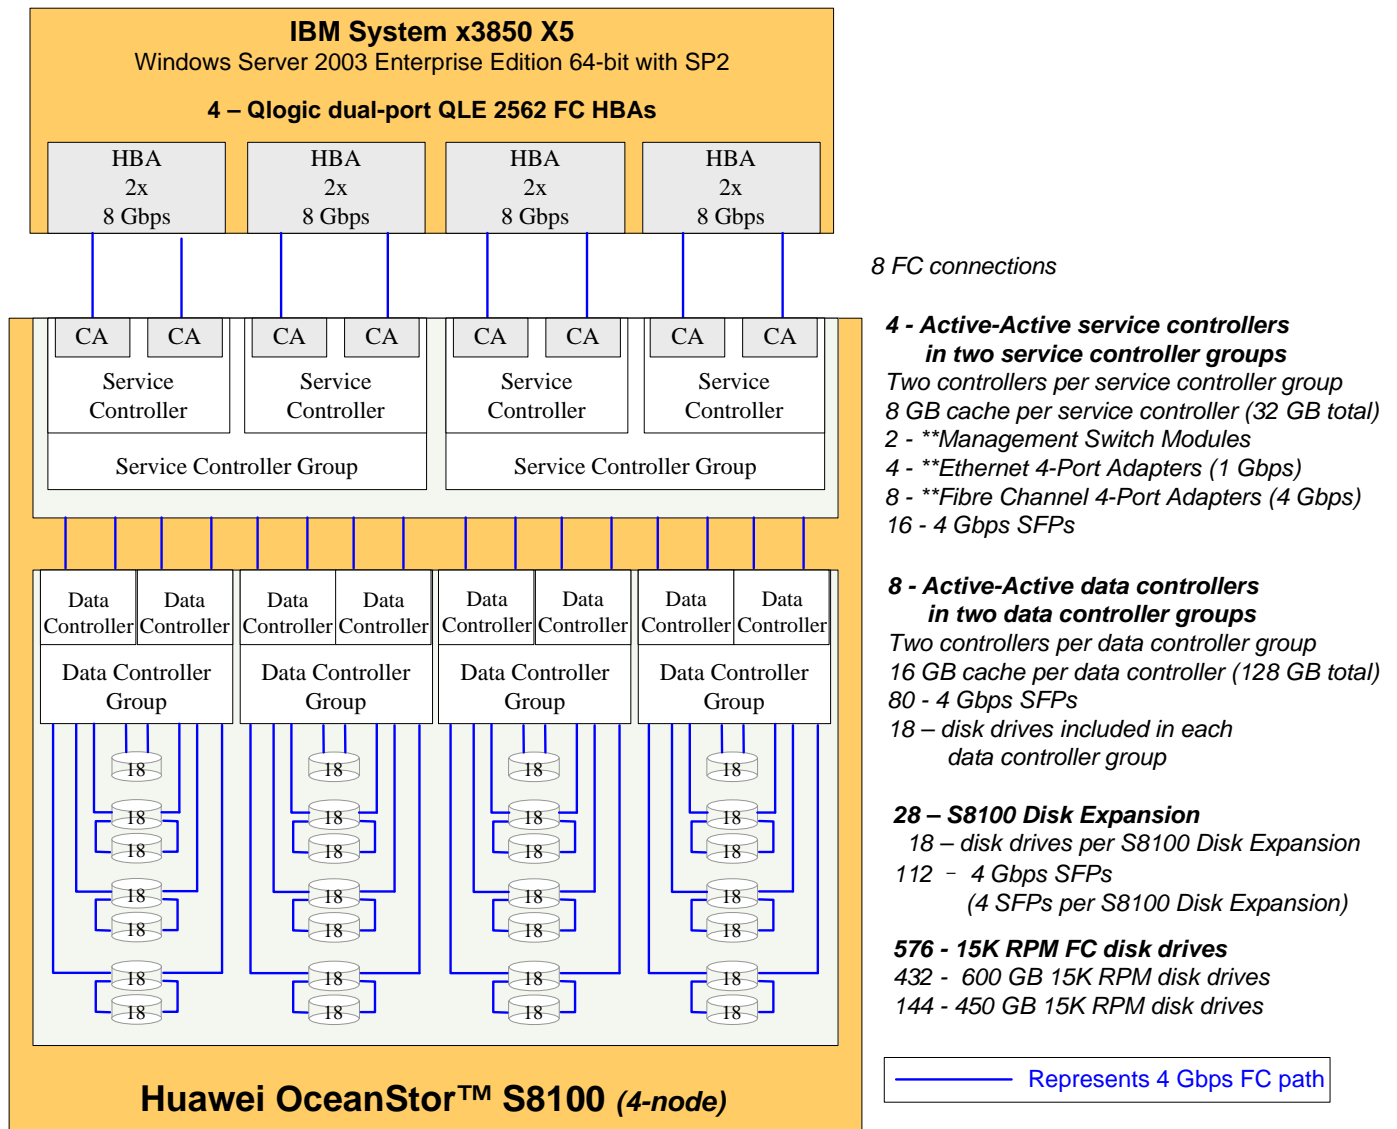 IBM System x3850 X5
Windows Server 2003 Enterprise Edition 64-bit with SP2
4 – Qlogic dual-port QLE 2562 FC HBAs
HBA HBA HBA HBA
2x 2x 2x 2x
8 Gbps 8 Gbps 8 Gbps 8 Gbps
8 FC connections
CA CA CA CA CA CA CA CA
Service Service Service Service
Controller Controller Controller Controller
Service Controller Group Service Controller Group
4 - Active-Active service controllers
in two service controller groups
Two controllers per service controller group
8 GB cache per service controller (32 GB total)
2 - **Management Switch Modules
4 - **Ethernet 4-Port Adapters (1 Gbps)
8 - **Fibre Channel 4-Port Adapters (4 Gbps)
16 - 4 Gbps SFPs
Data Data Data Data Data Data Data Data
Controller Controller Controller Controller Controller Controller Controller Controller
Data Controller Data Controller Data Controller Data Controller
Group Group Group Group
18 18 18 18
18 18 18 18
18 18 18 18
18 18 18 18
18 18 18 18
18 18 18 18
18 18 18 18
8 - Active-Active data controllers
in two data controller groups
Two controllers per data controller group
16 GB cache per data controller (128 GB total)
80 - 4 Gbps SFPs
18 – disk drives included in each
data controller group
28 – S8100 Disk Expansion
18 – disk drives per S8100 Disk Expansion
112 - 4 Gbps SFPs
(4 SFPs per S8100 Disk Expansion)
576 - 15K RPM FC disk drives
432 - 600 GB 15K RPM disk drives
144 - 450 GB 15K RPM disk drives
Represents 4 Gbps FC path
Huawei OceanStor™ S8100 (4-node)